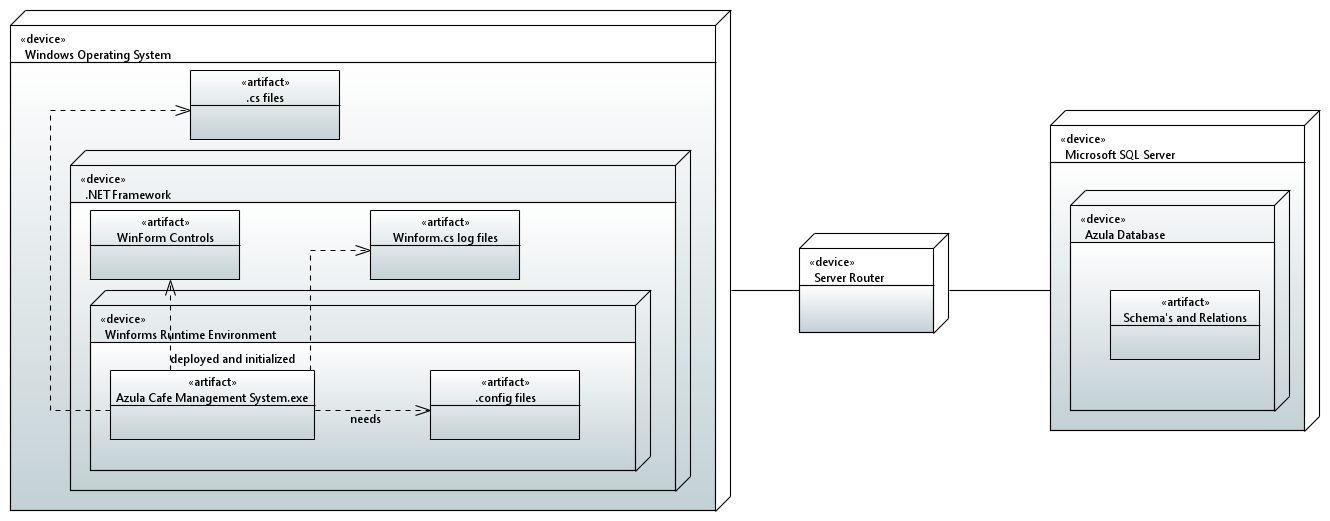 «device»
Windows Operating System
«artifact»
.cs files
«device»
.NET Framework
«artifact»
WinForm Controls
«artifact»
Winform.cs log files
«device»
Winforms Runtime Environment
deployed and initialized
«artifact»
Azula Cafe Management System.exe
needs
«artifact»
.config files
«device»
Server Router
«device»
Microsoft SQL Server
«device»
Azula Database
«artifact»
Schema's and Relations